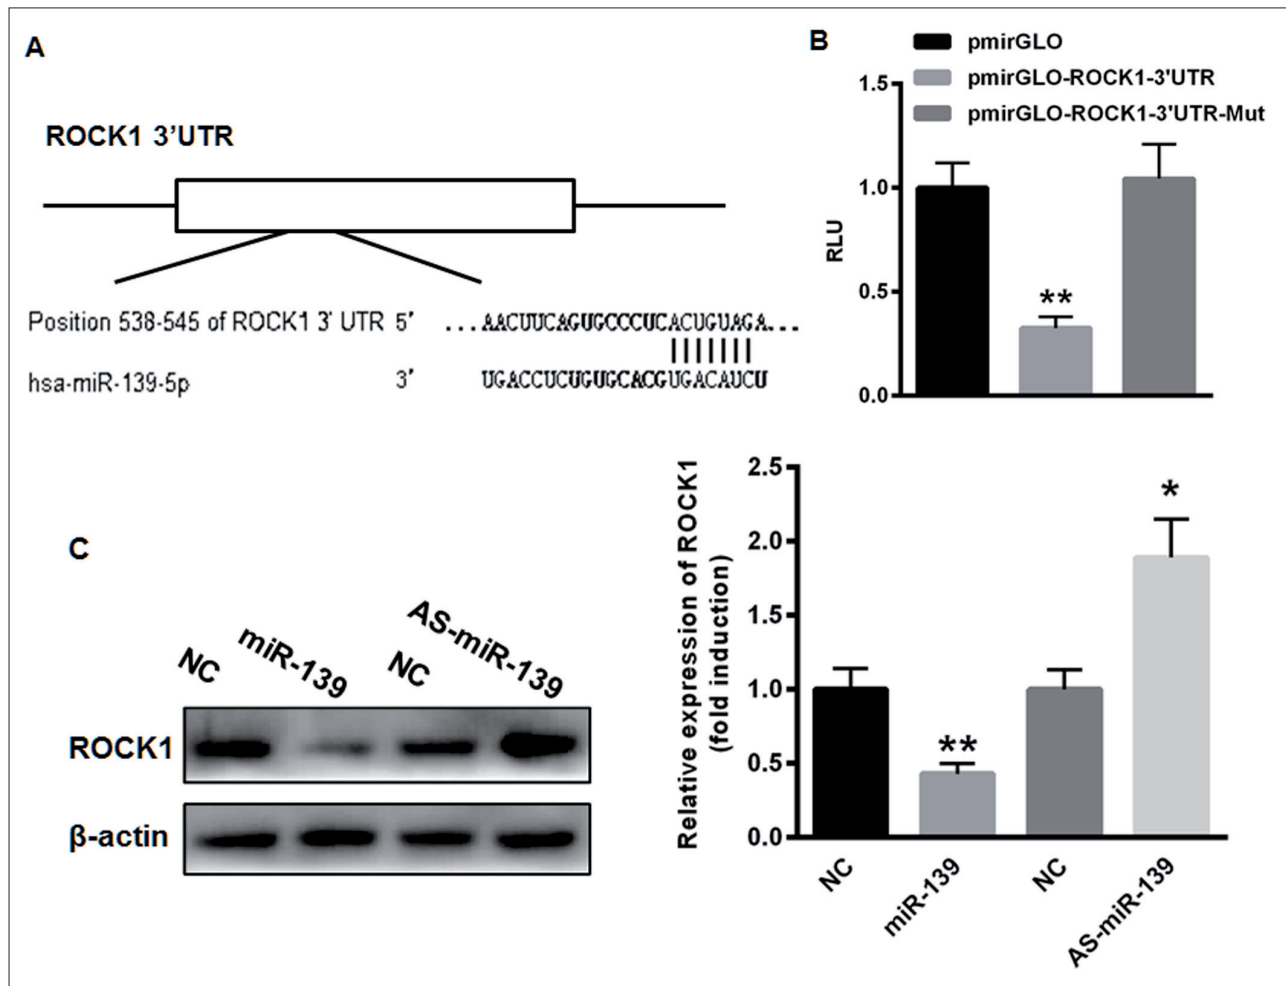 A
ROCK1 3'UTR
Position 538-545 of ROCK1 3' UTR 5' ...AACUUCAGUGCCCUCACUGUAGA...
hsa-miR-139-5p 3' UGACCUCUGUGCACGUGACAUCU
B
pmirGLO
pmirGLO-ROCK1-3'UTR
pmirGLO-ROCK1-3'UTR-Mut
RLU
1.5
1.0
0.5
0.0
**
C
NC
miR-139
NC
AS-miR-139
ROCK1
β-actin
Relative expression of ROCK1
(fold induction)
2.5
2.0
1.5
1.0
0.5
0.0
**
*
NC
miR-139
NC
AS-miR-139